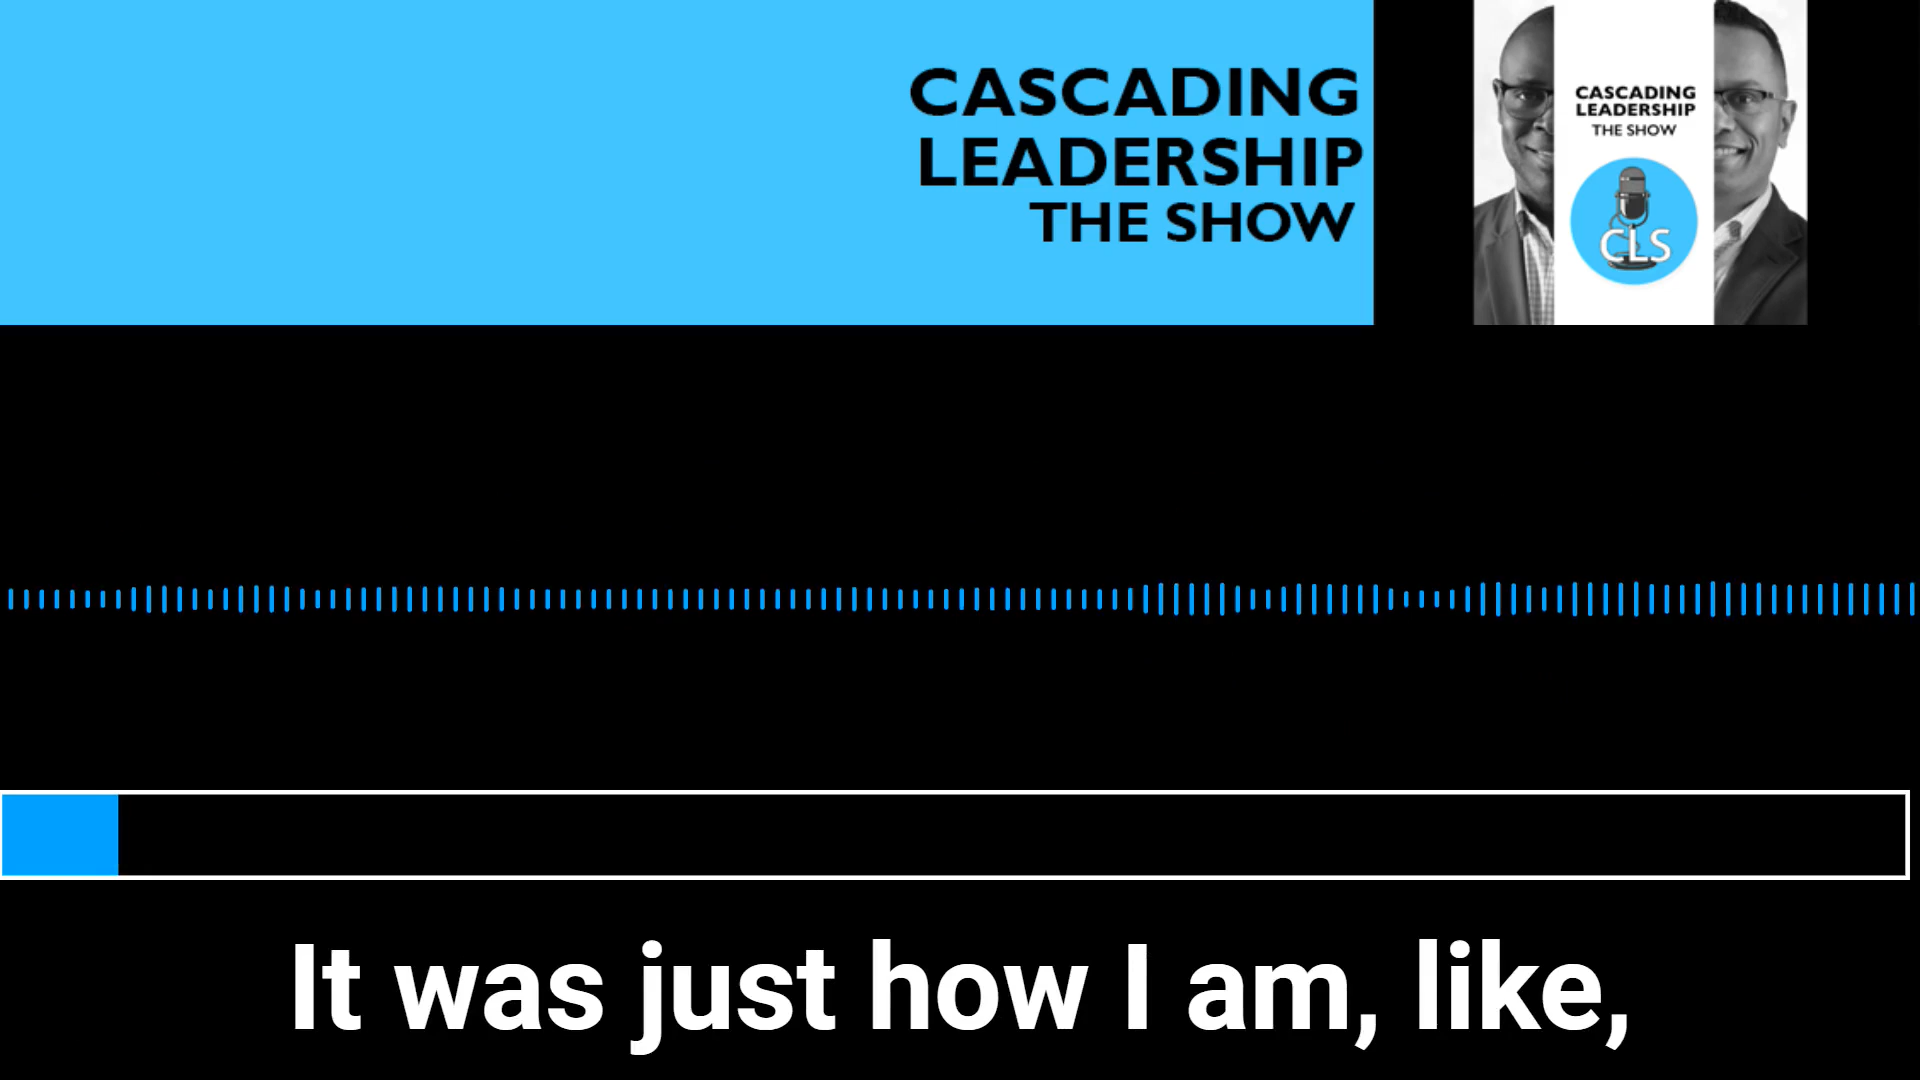 CASCADING
LEADERSHIP
THE SHOW
CASCADING
LEADERSHIP
THE SHOW
CLS
It was just how I am, like,